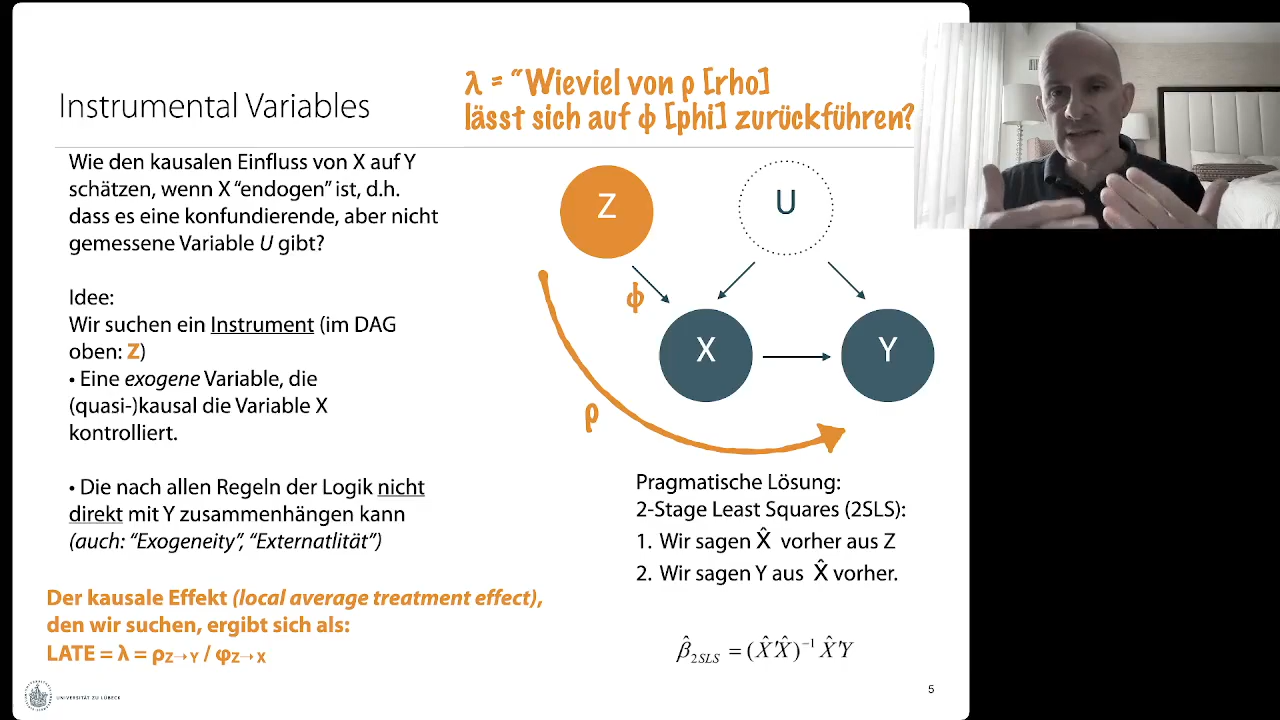 λ = "Wieviel von ρ [rho]
lässt sich auf φ [phi] zurückführen?
Instrumental Variables
Wie den kausalen Einfluss von X auf Y
schätzen, wenn X "endogen" ist, d.h.
dass es eine konfundierende, aber nicht
gemessene Variable U gibt?
Idee:
Wir suchen ein Instrument (im DAG
oben: Z)
• Eine exogene Variable, die
(quasi-)kausal die Variable X
kontrolliert.
• Die nach allen Regeln der Logik nicht
direkt mit Y zusammenhängen kann
(auch: "Exogeneity", "Externatlität")
Der kausale Effekt (local average treatment effect),
den wir suchen, ergibt sich als:
LATE = λ = ρZ→Y / φZ→X
Z
U
φ
X
Y
ρ
Pragmatische Lösung:
2-Stage Least Squares (2SLS):
1. Wir sagen X̂ vorher aus Z
2. Wir sagen Y aus X̂ vorher.
β̂2SLS = (X̂'X̂)⁻¹ X̂'Y
UNIVERSITÄT ZU LÜBECK
5